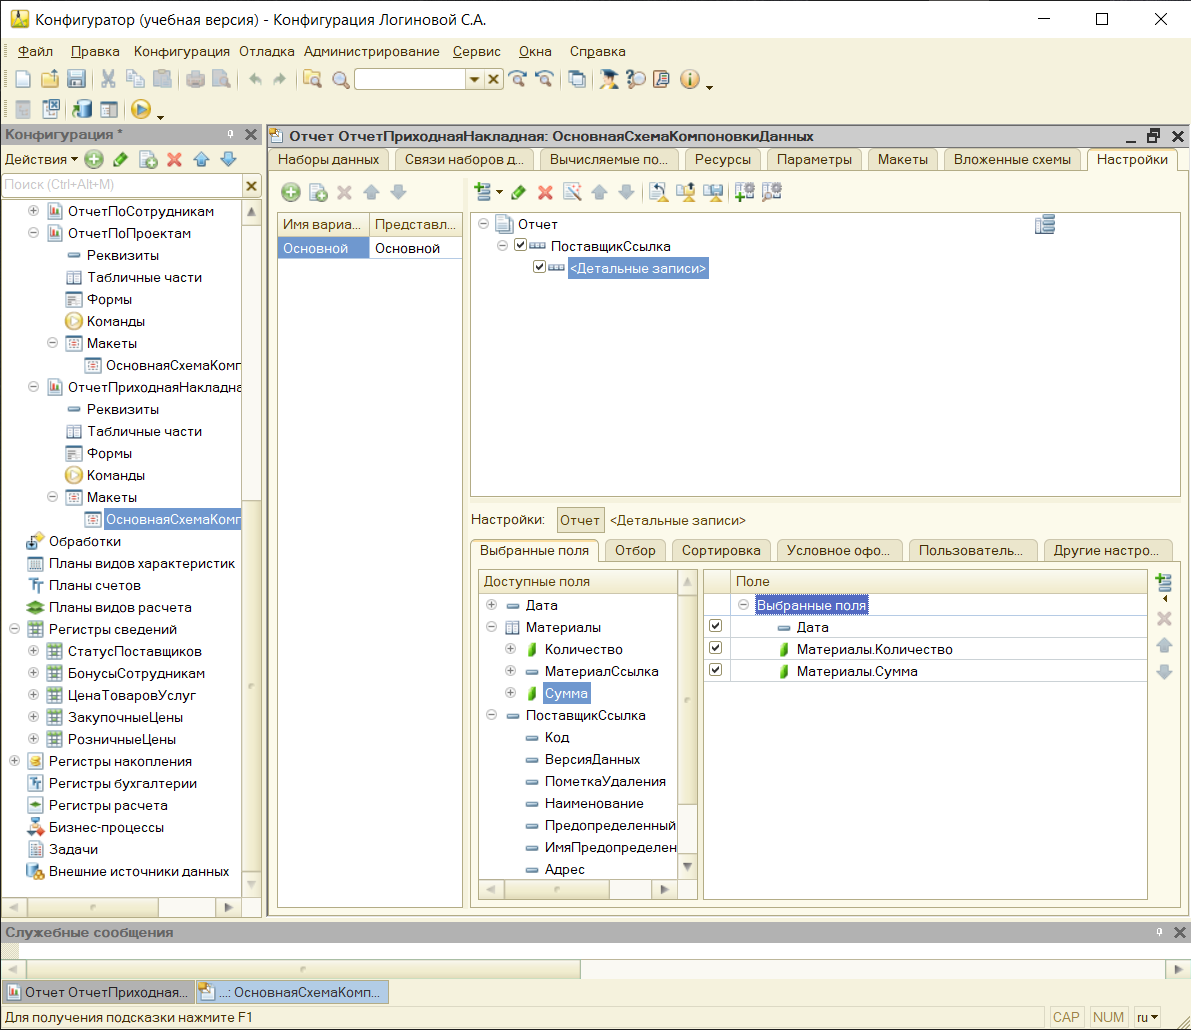 Конфигуратор (учебная версия) - Конфигурация Логиновой С.А.
Файл Правка Конфигурация Отладка Администрирование Сервис Окна Справка
Конфигурация *
Действия
Поиск (Ctrl+Alt+M)
ОтчетПоСотрудникам
ОтчетПоПроектам
Реквизиты
Табличные части
Формы
Команды
Макеты
ОсновнаяСхемаКомп
ОтчетПриходнаяНакладна
Реквизиты
Табличные части
Формы
Команды
Макеты
ОсновнаяСхемаКомп
Обработки
Планы видов характеристик
Планы счетов
Планы видов расчета
Регистры сведений
СтатусПоставщиков
БонусыСотрудникам
ЦенаТоваровУслуг
ЗакупочныеЦены
РозничныеЦены
Регистры накопления
Регистры бухгалтерии
Регистры расчета
Бизнес-процессы
Задачи
Внешние источники данных
Отчет ОтчетПриходнаяНакладная: ОсновнаяСхемаКомпоновкиДанных
Наборы данных Связи наборов д... Вычисляемые по... Ресурсы Параметры Макеты Вложенные схемы Настройки
Имя вариа... Представл...
Основной Основной
Отчет
ПоставщикСсылка
<Детальные записи>
Настройки: Отчет <Детальные записи>
Выбранные поля Отбор Сортировка Условное офо... Пользователь... Другие настро...
Доступные поля
Дата
Материалы
Количество
МатериалСсылка
Сумма
ПоставщикСсылка
Код
ВерсияДанных
ПометкаУдаления
Наименование
Предопределенный
ИмяПредопределен
Адрес
Поле
Выбранные поля
Дата
Материалы.Количество
Материалы.Сумма
Служебные сообщения
Отчет ОтчетПриходная... ...: ОсновнаяСхемаКомп...
Для получения подсказки нажмите F1 CAP NUM ru